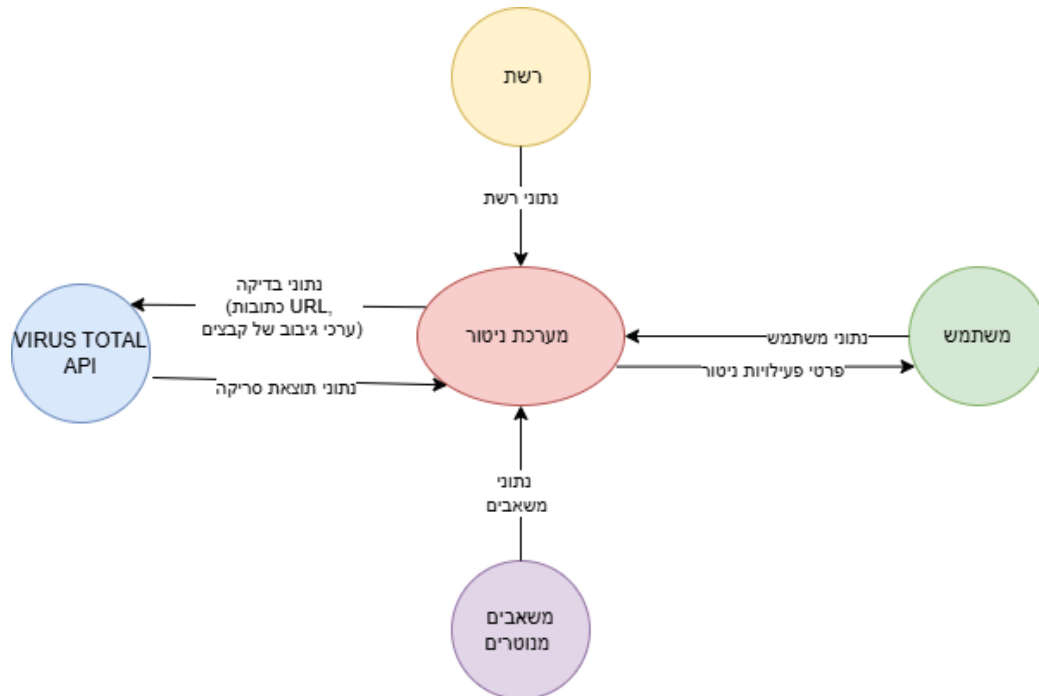 רשת
נתוני רשת
נתוני בדיקה
(כתובות URL,
ערכי גיבוב של קבצים)
VIRUS TOTAL
API
מערכת ניטור
נתוני משתמש
משתמש
פרטי פעילויות ניטור
נתוני תוצאת סריקה
נתוני
משאבים
משאבים
מנוטרים